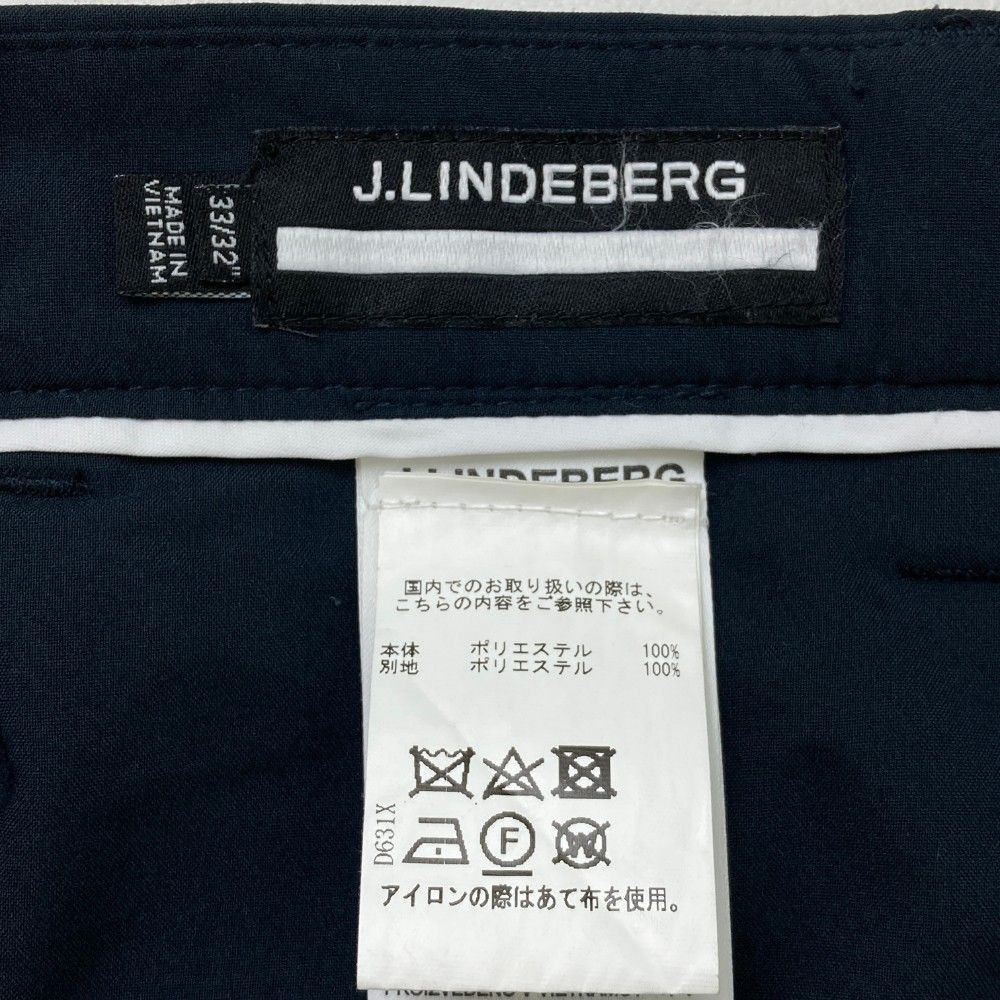 J.LINDEBERG
33/32"
MADE IN
VIETNAM
J.LINDEBERG
国内でのお取り扱いの際は、
こちらの内容をご参照下さい。
本体 ポリエステル 100%
別地 ポリエステル 100%
D631X
F
W
アイロンの際はあて布を使用。